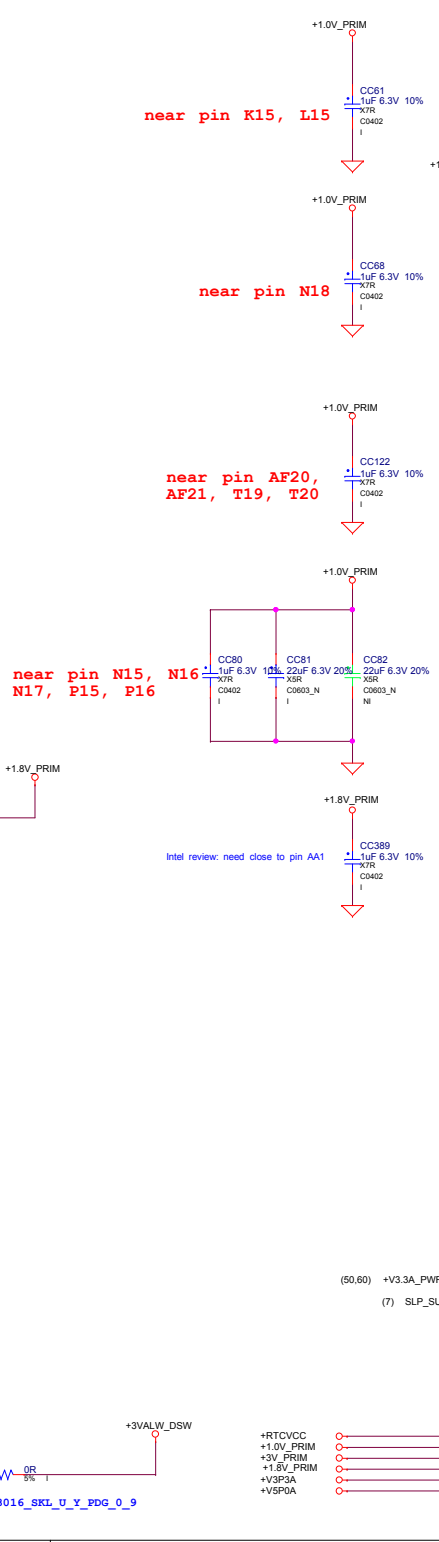 +1.0V_PRIM
CC61
1uF 6.3V 10%
X7R
C0402
I
near pin K15, L15
+1.0V_PRIM
CC68
1uF 6.3V 10%
X7R
C0402
I
near pin N18
+1.0V_PRIM
CC122
1uF 6.3V 10%
X7R
C0402
I
near pin AF20,
AF21, T19, T20
+1.0V_PRIM
near pin N15, N16
N17, P15, P16
CC80
1uF 6.3V 10%
X7R
C0402
I
CC81
22uF 6.3V 20%
X5R
C0603_N
I
CC82
22uF 6.3V 20%
X5R
C0603_N
NI
+1.8V_PRIM
+1.8V_PRIM
Intel review: need close to pin AA1
CC389
1uF 6.3V 10%
X7R
C0402
I
(50,60) +V3.3A_PWR
(7) SLP_SU
+3VALW_DSW
0R
5% I
3016_SKL_U_Y_PDG_0_9
+RTCVCC
+1.0V_PRIM
+3V_PRIM
+1.8V_PRIM
+V3P3A
+V5P0A